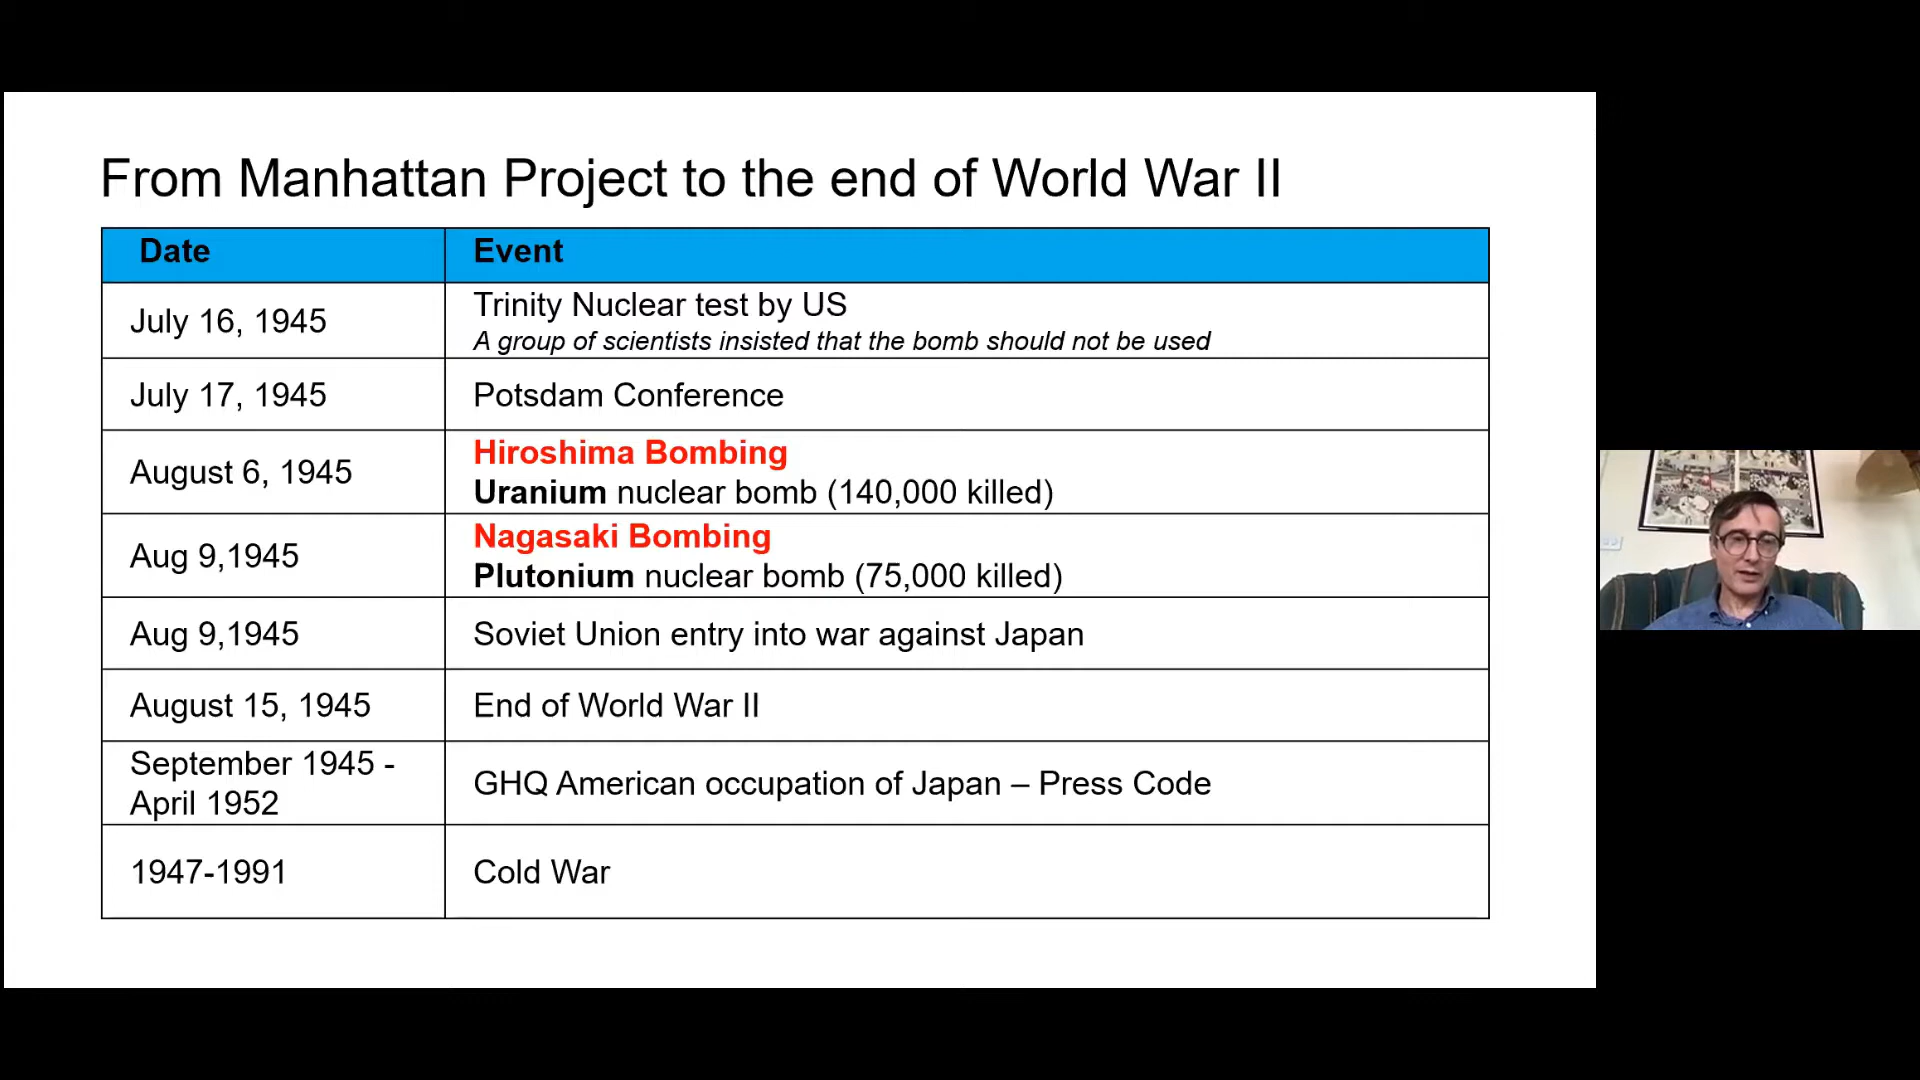 From Manhattan Project to the end of World War II
Date Event
July 16, 1945 Trinity Nuclear test by US
A group of scientists insisted that the bomb should not be used
July 17, 1945 Potsdam Conference
August 6, 1945 Hiroshima Bombing
Uranium nuclear bomb (140,000 killed)
Aug 9,1945 Nagasaki Bombing
Plutonium nuclear bomb (75,000 killed)
Aug 9,1945 Soviet Union entry into war against Japan
August 15, 1945 End of World War II
September 1945 -
April 1952
GHQ American occupation of Japan – Press Code
1947-1991 Cold War